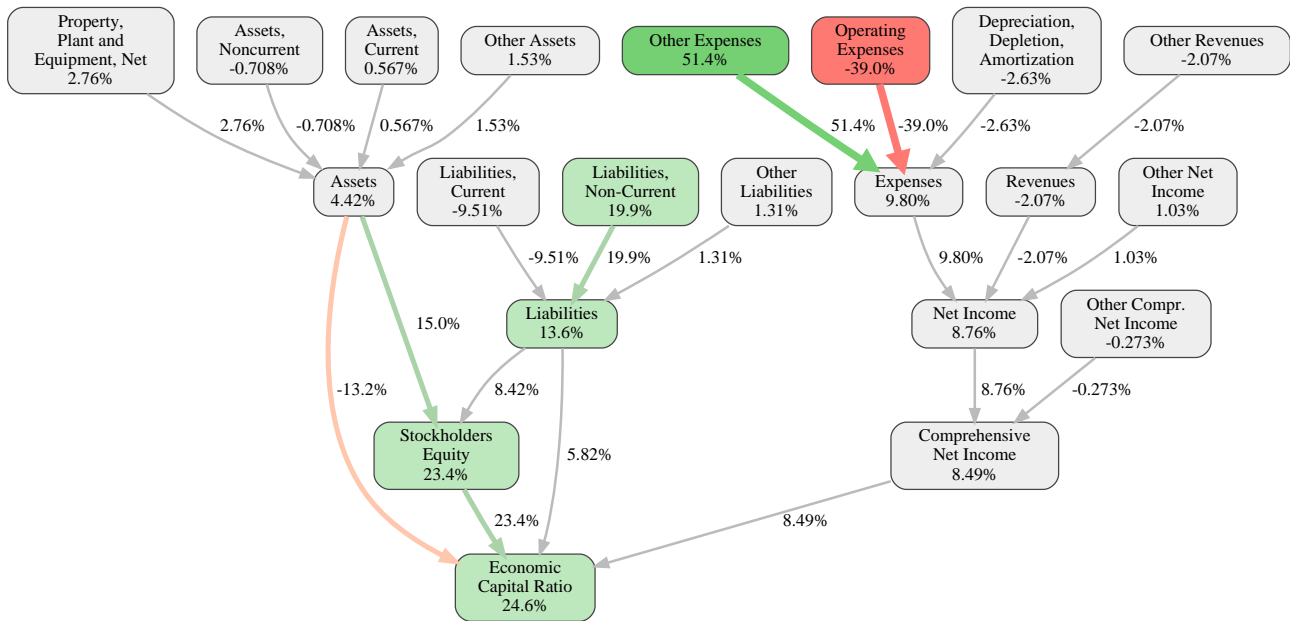 Property,
Plant and
Equipment, Net
2.76%
Assets,
Noncurrent
-0.708%
Assets,
Current
0.567%
Other Assets
1.53%
Other Expenses
51.4%
Operating
Expenses
-39.0%
Depreciation,
Depletion,
Amortization
-2.63%
Other Revenues
-2.07%
2.76%
-0.708%
0.567%
1.53%
51.4%
-39.0%
-2.63%
-2.07%
Assets
4.42%
Liabilities,
Current
-9.51%
Liabilities,
Non-Current
19.9%
Other
Liabilities
1.31%
Expenses
9.80%
Revenues
-2.07%
Other Net
Income
1.03%
-9.51%
19.9%
1.31%
9.80%
-2.07%
1.03%
Liabilities
13.6%
Net Income
8.76%
Other Compr.
Net Income
-0.273%
15.0%
-13.2%
8.42%
8.76%
-0.273%
Stockholders
Equity
23.4%
5.82%
Comprehensive
Net Income
8.49%
23.4%
8.49%
Economic
Capital Ratio
24.6%